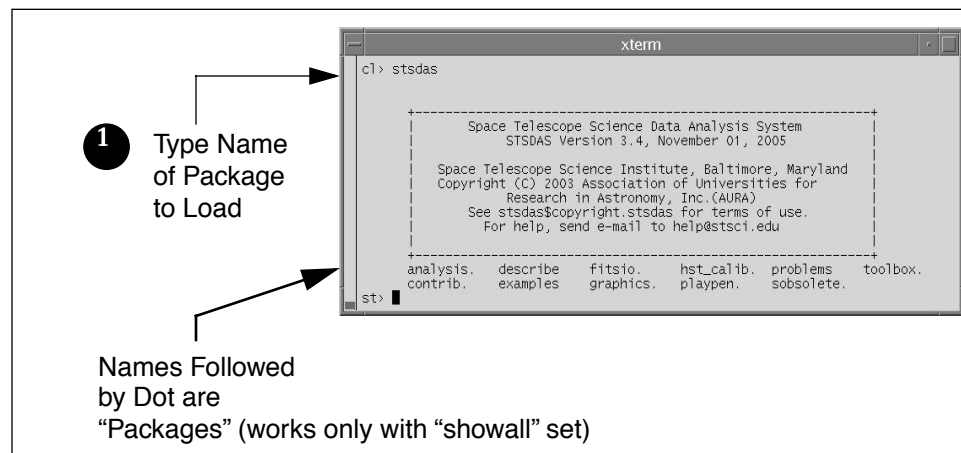 xterm
cl> stsdas
Space Telescope Science Data Analysis System
STSDAS Version 3.4, November 01, 2005
Space Telescope Science Institute, Baltimore, Maryland
Copyright (C) 2003 Association of Universities for
Research in Astronomy, Inc.(AURA)
See stsdas$copyright.stsdas for terms of use.
For help, send e-mail to help@stsci.edu
analysis. describe fitsio. hst_calib. problems toolbox.
contrib. examples graphics. playpen. sobsolete.
st>
1
Type Name
of Package
to Load
Names Followed
by Dot are
“Packages” (works only with “showall” set)